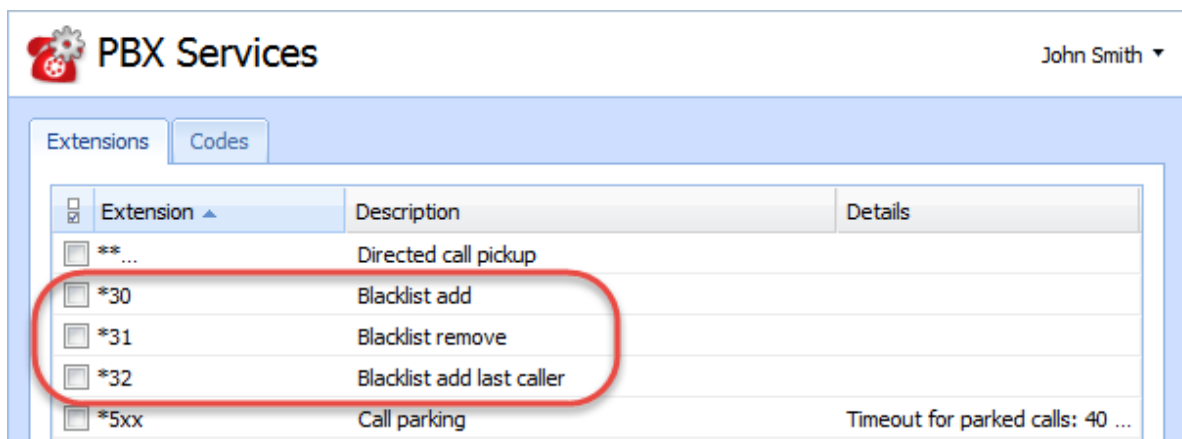 PBX Services
John Smith
Extensions Codes
Extension Description Details
**... Directed call pickup
*30 Blacklist add
*31 Blacklist remove
*32 Blacklist add last caller
*5xx Call parking Timeout for parked calls: 40 ...